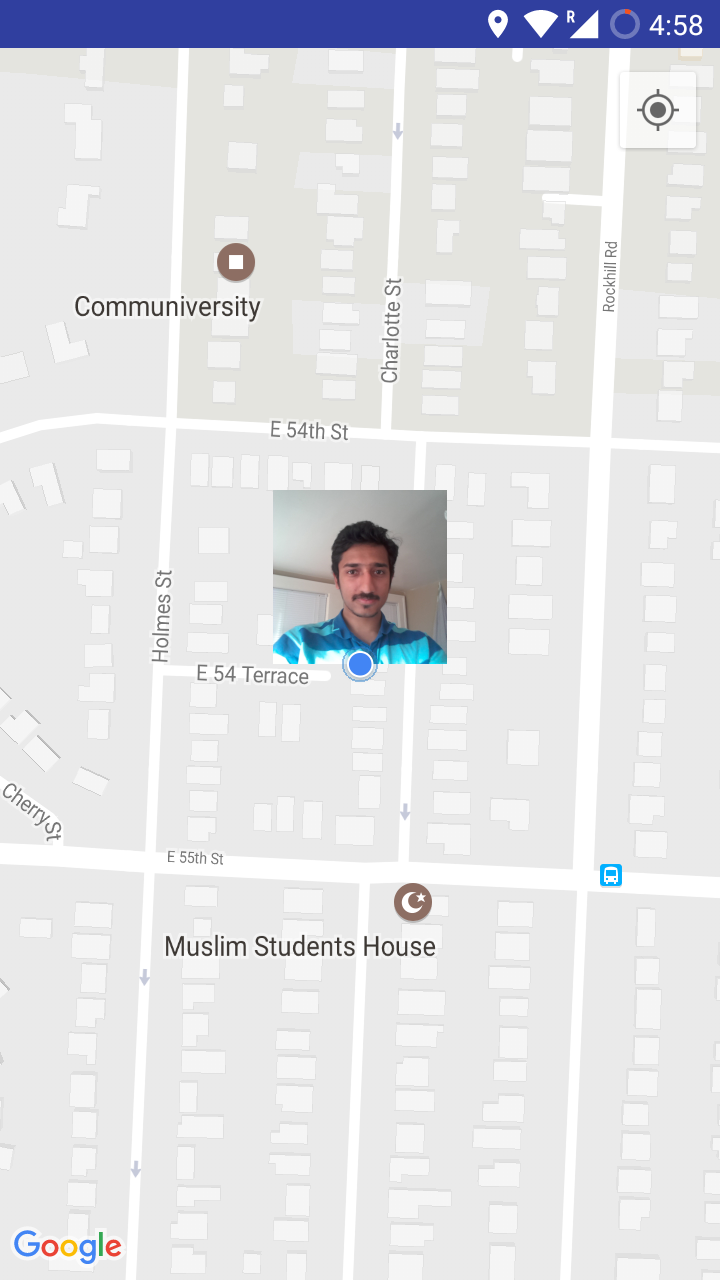 R 4:58
Rockhill Rd
Communiversity
Charlotte St
E 54th St
Holmes St
E 54 Terrace
Cherry St
E 55th St
Muslim Students House
Google